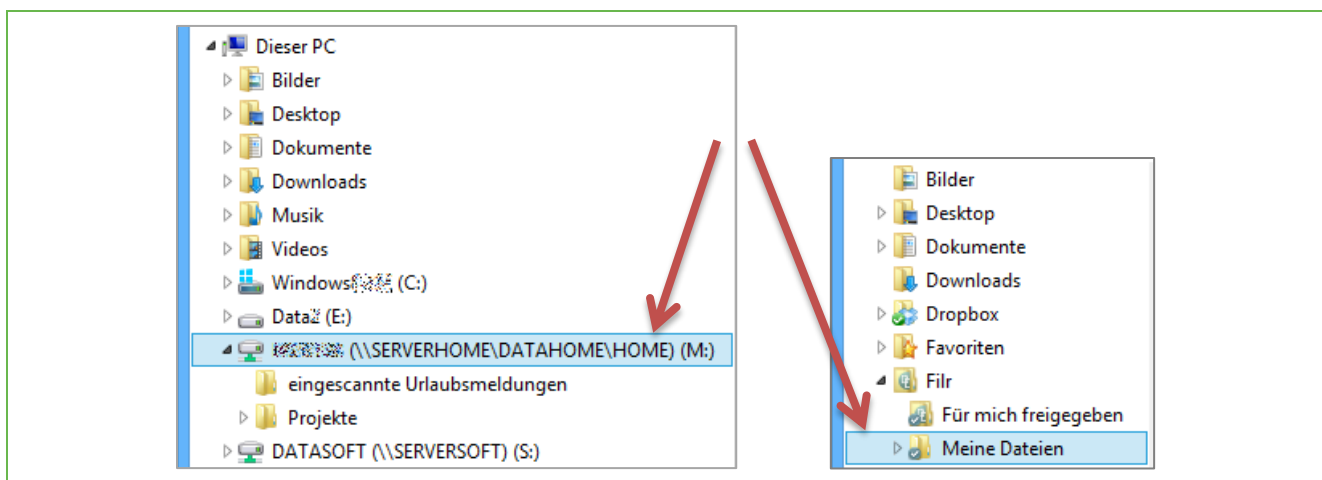 Dieser PC
Bilder
Desktop
Dokumente
Downloads
Musik
Videos
Windows (C:)
Data (E:)
(\\SERVERHOME\DATAHOME\HOME) (M:)
eingescannte Urlaubsmeldungen
Projekte
DATASOFT (\\SERVERSOFT) (S:)
Bilder
Desktop
Dokumente
Downloads
Dropbox
Favoriten
Filr
Für mich freigegeben
Meine Dateien